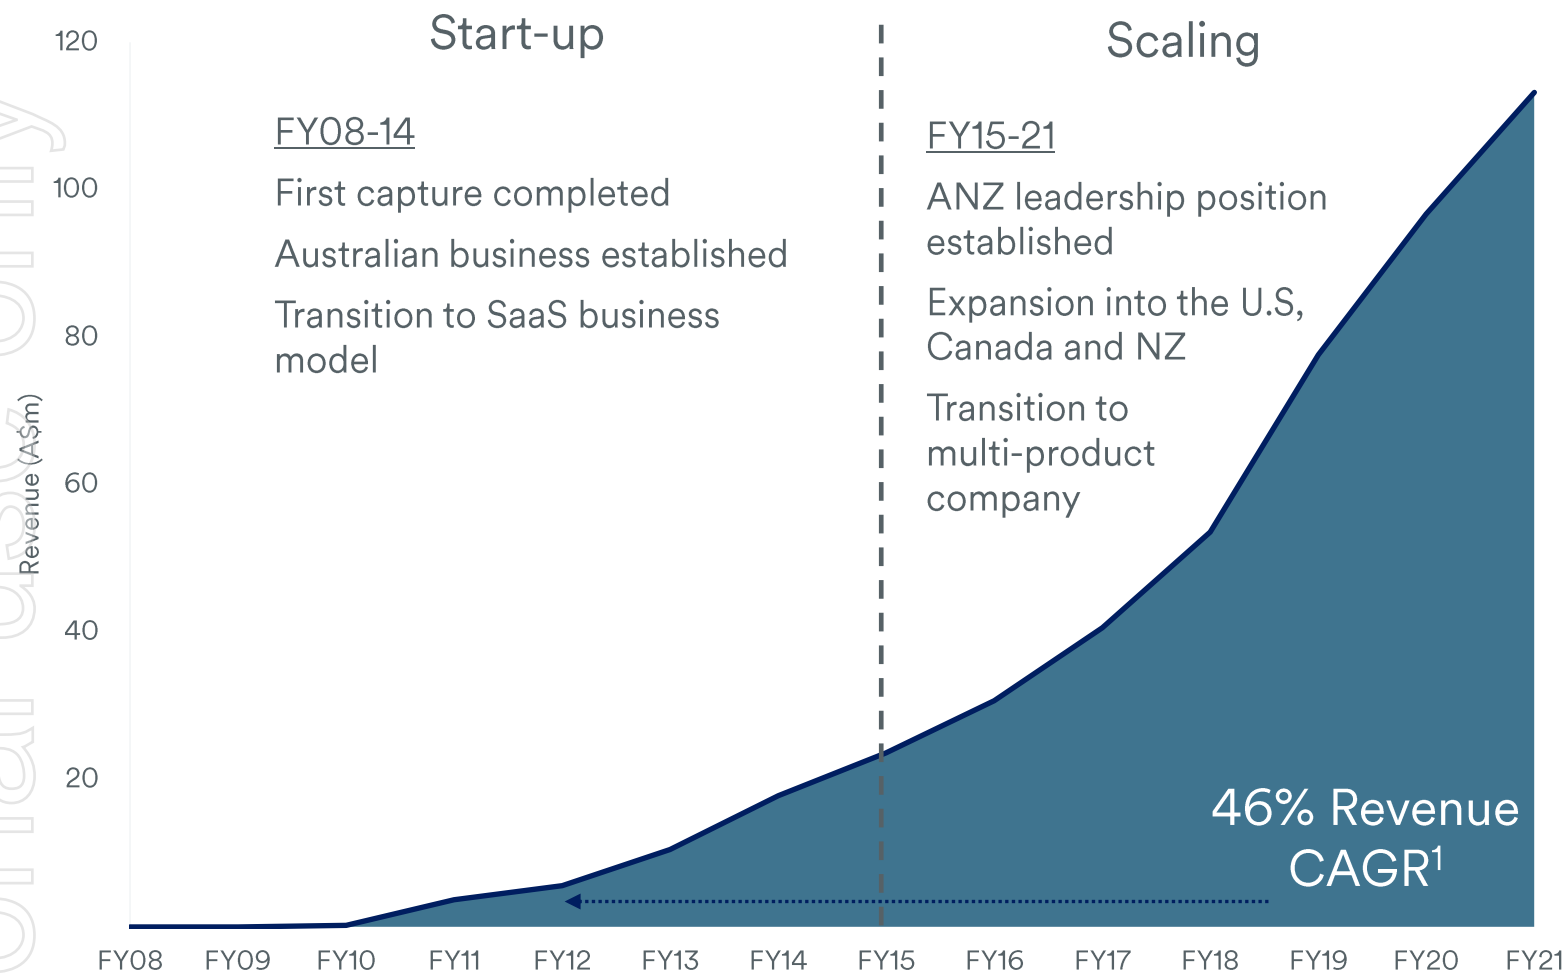 Start-up
Scaling
FY08-14
First capture completed
Australian business established
Transition to SaaS business
model
FY15-21
ANZ leadership position
established
Expansion into the U.S,
Canada and NZ
Transition to
multi-product
company
46% Revenue
CAGR¹
Revenue (A$m)
120
100
80
60
40
20
FY08 FY09 FY10 FY11 FY12 FY13 FY14 FY15 FY16 FY17 FY18 FY19 FY20 FY21